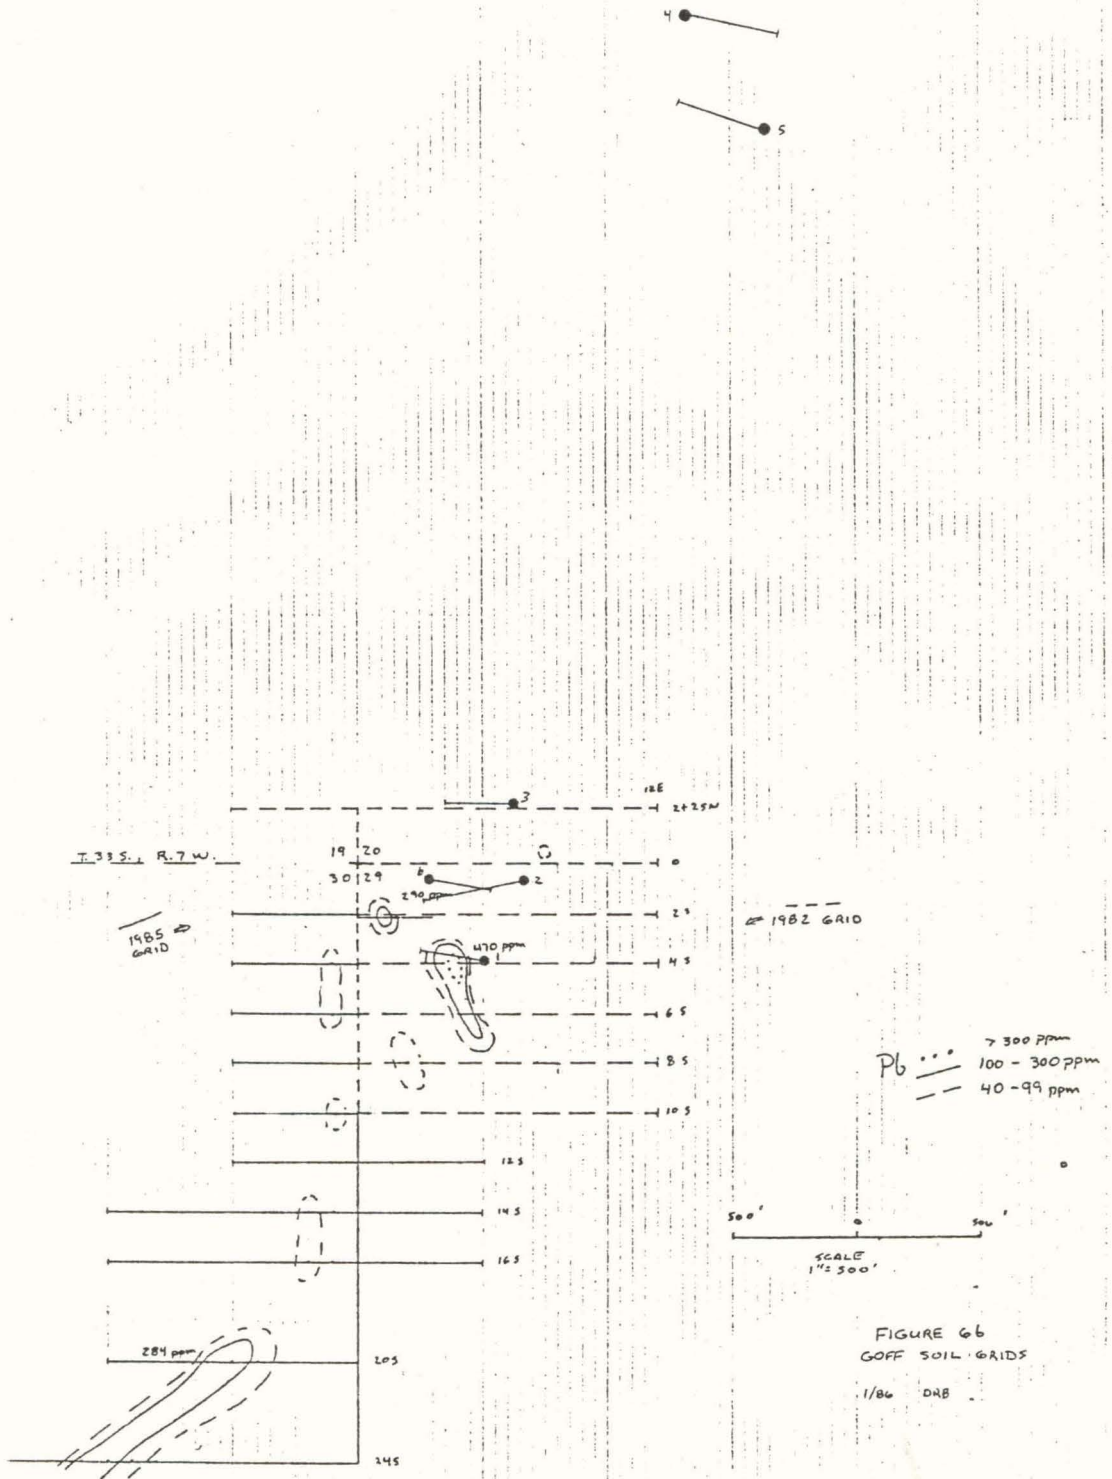 4
5
12E
3
2+25N
T. 33 S., R. 7 W.
19 20
0
30 29
6
2
290 ppm
2S
1985 GRID
1982 GRID
470 ppm
1
4S
6S
> 300 ppm
Pb
100 - 300 ppm
8S
40 - 99 ppm
10S
12S
14S
500' 0 500'
SCALE
1"=500'
16S
FIGURE 6b
GOFF SOIL GRIDS
284 ppm
20S
1/86 DRB
24S